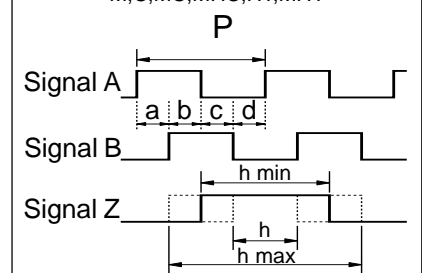 P
Signal A
a b c d
Signal B
h min
Signal Z
h
h max